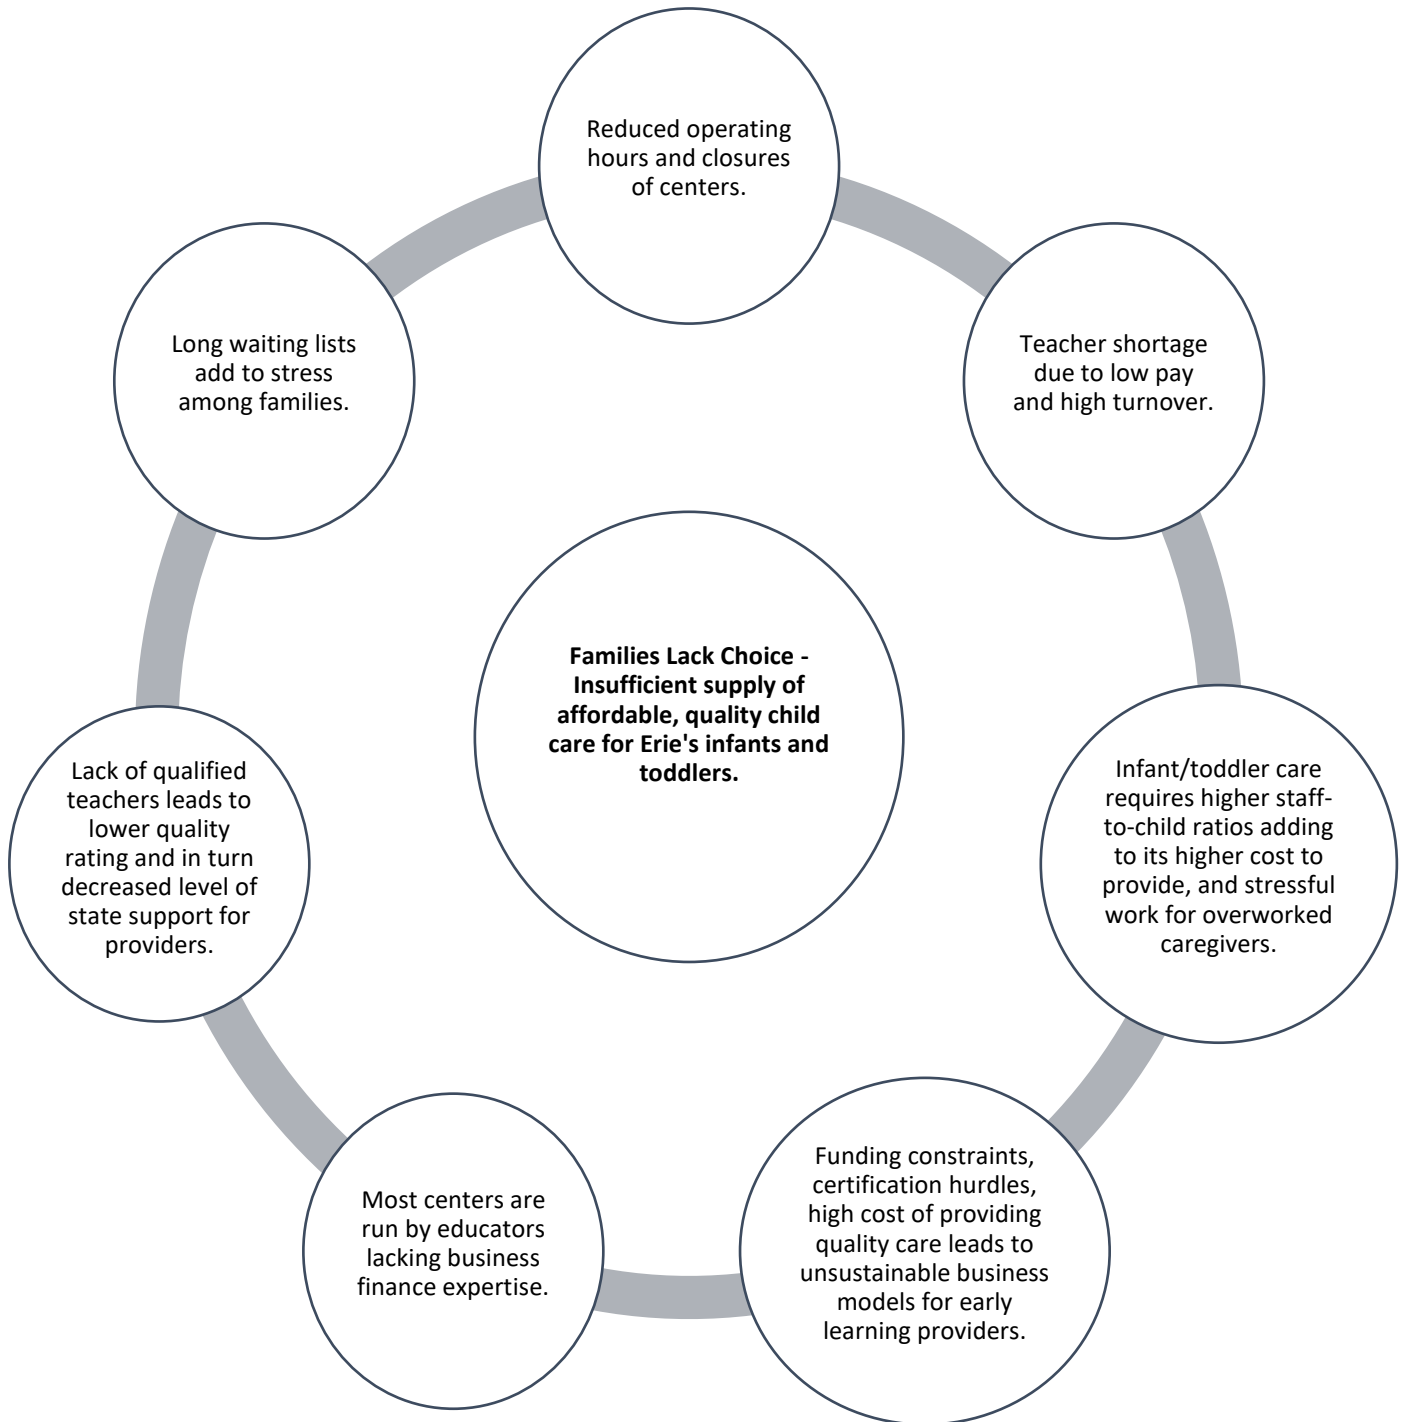 Reduced operating
hours and closures
of centers.
Teacher shortage
due to low pay
and high turnover.
Infant/toddler care
requires higher staff-
to-child ratios adding
to its higher cost to
provide, and stressful
work for overworked
caregivers.
Funding constraints,
certification hurdles,
high cost of providing
quality care leads to
unsustainable business
models for early
learning providers.
Most centers are
run by educators
lacking business
finance expertise.
Lack of qualified
teachers leads to
lower quality
rating and in turn
decreased level of
state support for
providers.
Long waiting lists
add to stress
among families.
Families Lack Choice -
Insufficient supply of
affordable, quality child
care for Erie's infants and
toddlers.